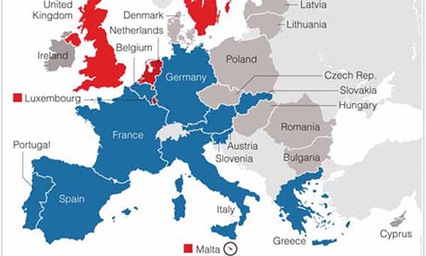 United
Kingdom
Denmark
Netherlands
Belgium
Latvia
Lithuania
Ireland
Poland
Germany
Czech Rep.
Slovakia
Hungary
Luxembourg
France
Romania
Portugal
Austria
Slovenia
Bulgaria
Spain
Italy
Greece
Cyprus
Malta